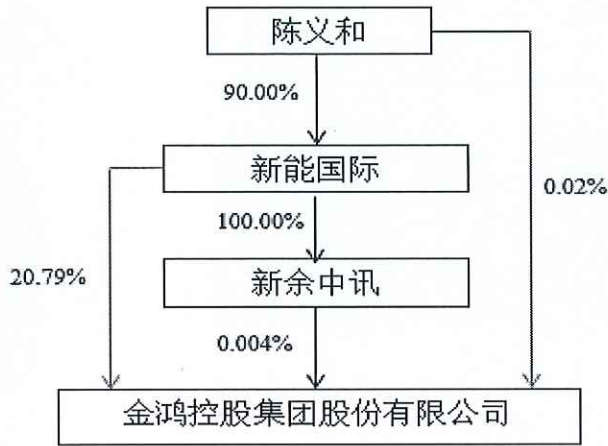 陈义和
90.00%
新能国际
0.02%
100.00%
20.79%
新余中讯
0.004%
金鸿控股集团股份有限公司